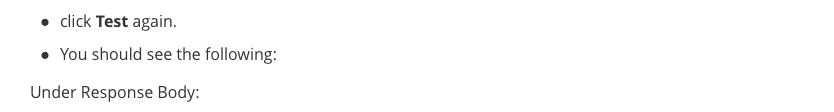 ● click Test again.
● You should see the following:
Under Response Body: